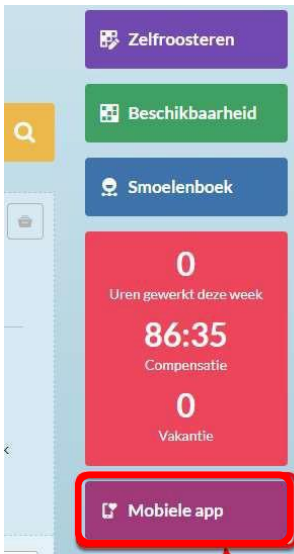 Zelfroosteren
Beschikbaarheid
Smoelenboek
0
Uren gewerkt deze week
86:35
Compensatie
0
Vakantie
k
Mobiele app